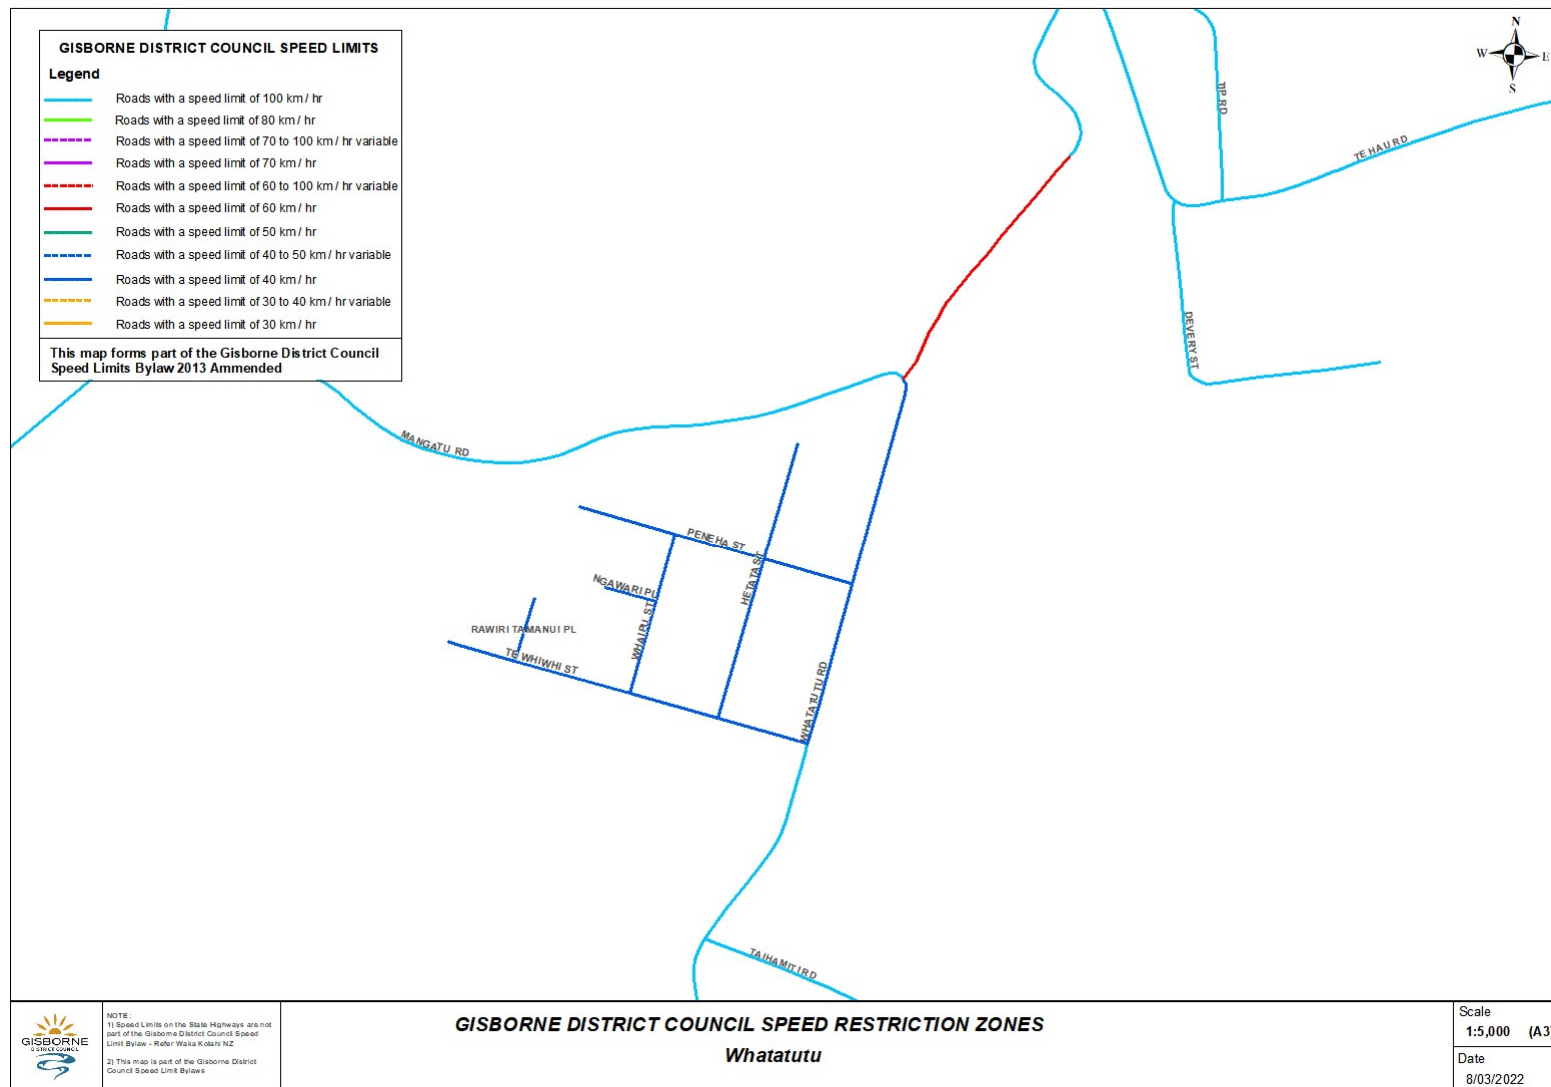 GISBORNE DISTRICT COUNCIL SPEED LIMITS
Legend
Roads with a speed limit of 100 km / hr
Roads with a speed limit of 80 km / hr
Roads with a speed limit of 70 to 100 km / hr variable
Roads with a speed limit of 70 km / hr
Roads with a speed limit of 60 to 100 km / hr variable
Roads with a speed limit of 60 km / hr
Roads with a speed limit of 50 km / hr
Roads with a speed limit of 40 to 50 km / hr variable
Roads with a speed limit of 40 km / hr
Roads with a speed limit of 30 to 40 km / hr variable
Roads with a speed limit of 30 km / hr
This map forms part of the Gisborne District Council
Speed Limits Bylaw 2013 Ammended
N
W
E
S
TIP RD
TE HAU RD
DEVERY ST
MANGATU RD
PENEHA ST
HETATA ST
NGAWARI PL
WHAIPU ST
RAWIRI TAMANUI PL
TE WHIWHI ST
WHATATUTU RD
TAIHAMITI RD
GISBORNE
DISTRICT COUNCIL
NOTE:
1) Speed Limits on the State Highways are not
part of the Gisborne District Council Speed
Limit Bylaw - Refer Waka Kotahi NZ
2) This map is part of the Gisborne District
Council Speed Limit Bylaws
GISBORNE DISTRICT COUNCIL SPEED RESTRICTION ZONES
Whatatutu
Scale
1:5,000 (A3)
Date
8/03/2022